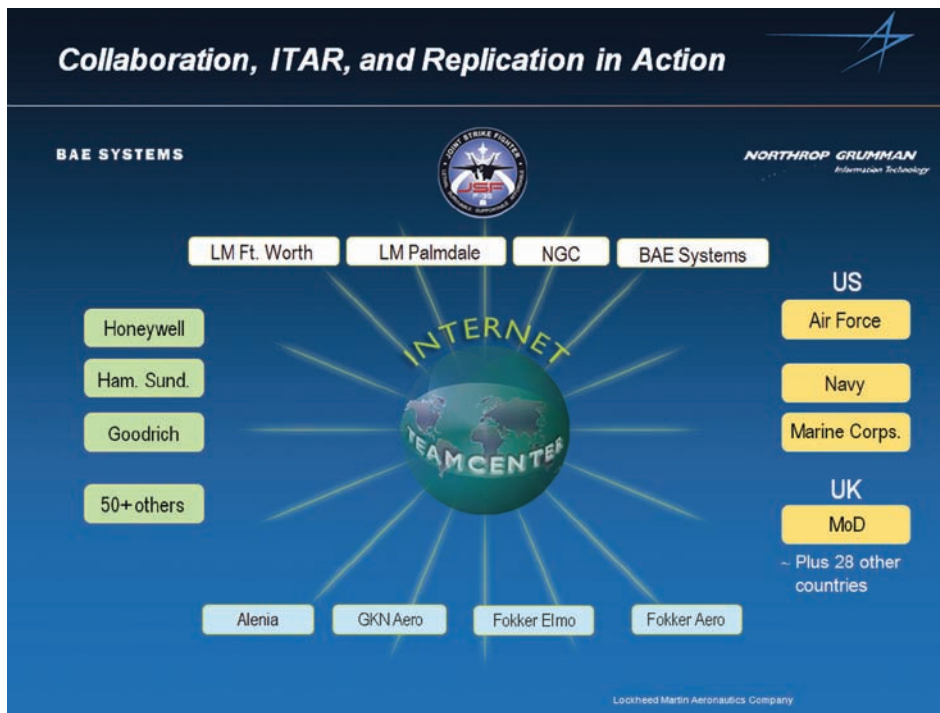 Collaboration, ITAR, and Replication in Action
BAE SYSTEMS
JOINT STRIKE FIGHTER
JSF
NORTHROP GRUMMAN
Information Technology
LM Ft. Worth
LM Palmdale
NGC
BAE Systems
US
Air Force
Navy
Marine Corps.
UK
MoD
~ Plus 28 other
countries
Honeywell
Ham. Sund.
Goodrich
50+ others
INTERNET
TEAMCENTER
Alenia
GKN Aero
Fokker Elmo
Fokker Aero
Lockheed Martin Aeronautics Company